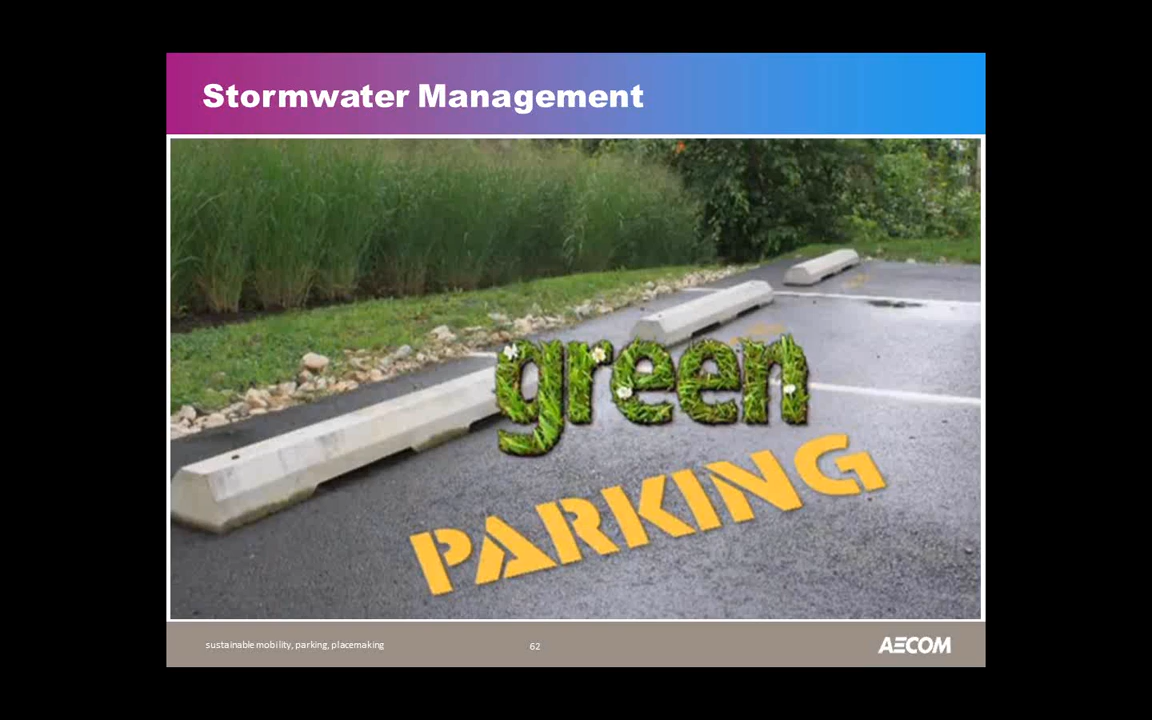 Stormwater Management
green
PARKING
sustainable mobility, parking, placemaking
62
AECOM